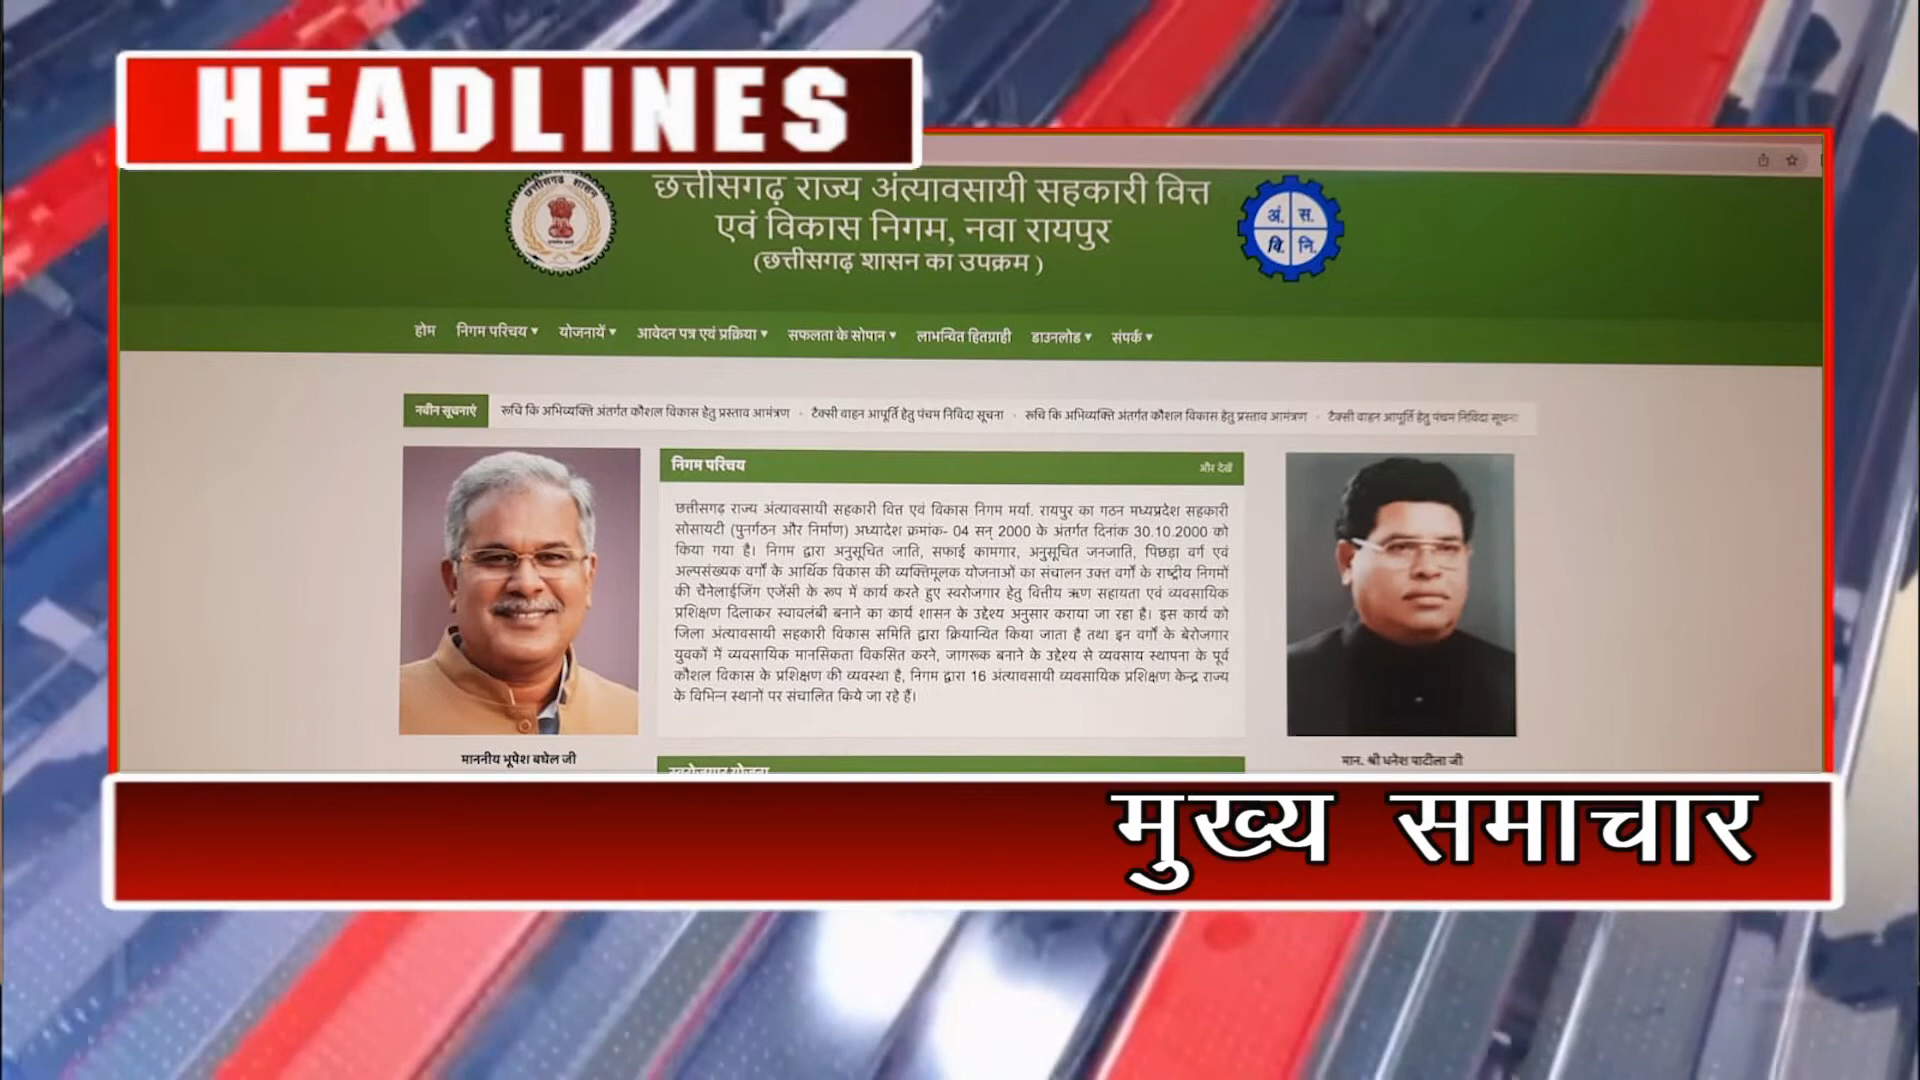 HEADLINES
छत्तीसगढ़ शासन
छत्तीसगढ़ राज्य अंत्यावसायी सहकारी वित्त
एवं विकास निगम, नवा रायपुर
(छत्तीसगढ़ शासन का उपक्रम )
अं. स.
वि. नि.
होम निगम परिचय ▾ योजनायें ▾ आवेदन पत्र एवं प्रक्रिया ▾ सफलता के सोपान ▾ लाभन्वित हितग्राही डाउनलोड ▾ संपर्क ▾
नवीन सूचनाएं रूचि कि अभिव्यक्ति अंतर्गत कौशल विकास हेतु प्रस्ताव आमंत्रण • टैक्सी वाहन आपूर्ति हेतु पंचम निविदा सूचना • रूचि कि अभिव्यक्ति अंतर्गत कौशल विकास हेतु प्रस्ताव आमंत्रण • टैक्सी वाहन आपूर्ति हेतु पंचम निविदा सूचना
निगम परिचय और देखें
छत्तीसगढ़ राज्य अंत्यावसायी सहकारी वित्त एवं विकास निगम मर्या. रायपुर का गठन मध्यप्रदेश सहकारी
सोसायटी (पुनर्गठन और निर्माण) अध्यादेश क्रमांक- 04 सन् 2000 के अंतर्गत दिनांक 30.10.2000 को
किया गया है। निगम द्वारा अनुसूचित जाति, सफाई कामगार, अनुसूचित जनजाति, पिछड़ा वर्ग एवं
अल्पसंख्यक वर्गों के आर्थिक विकास की व्यक्तिमूलक योजनाओं का संचालन उक्त वर्गों के राष्ट्रीय निगमों
की चैनेलाईजिंग एजेंसी के रूप में कार्य करते हुए स्वरोजगार हेतु वित्तीय ऋण सहायता एवं व्यवसायिक
प्रशिक्षण दिलाकर स्वावलंबी बनाने का कार्य शासन के उद्देश्य अनुसार कराया जा रहा है। इस कार्य को
जिला अंत्यावसायी सहकारी विकास समिति द्वारा क्रियान्वित किया जाता है तथा इन वर्गों के बेरोजगार
युवकों में व्यवसायिक मानसिकता विकसित करने, जागरूक बनाने के उद्देश्य से व्यवसाय स्थापना के पूर्व
कौशल विकास के प्रशिक्षण की व्यवस्था है, निगम द्वारा 16 अंत्यावसायी व्यवसायिक प्रशिक्षण केन्द्र राज्य
के विभिन्न स्थानों पर संचालित किये जा रहे हैं।
माननीय भूपेश बघेल जी
मान. श्री धनेश पाटीला जी
मुख्य समाचार